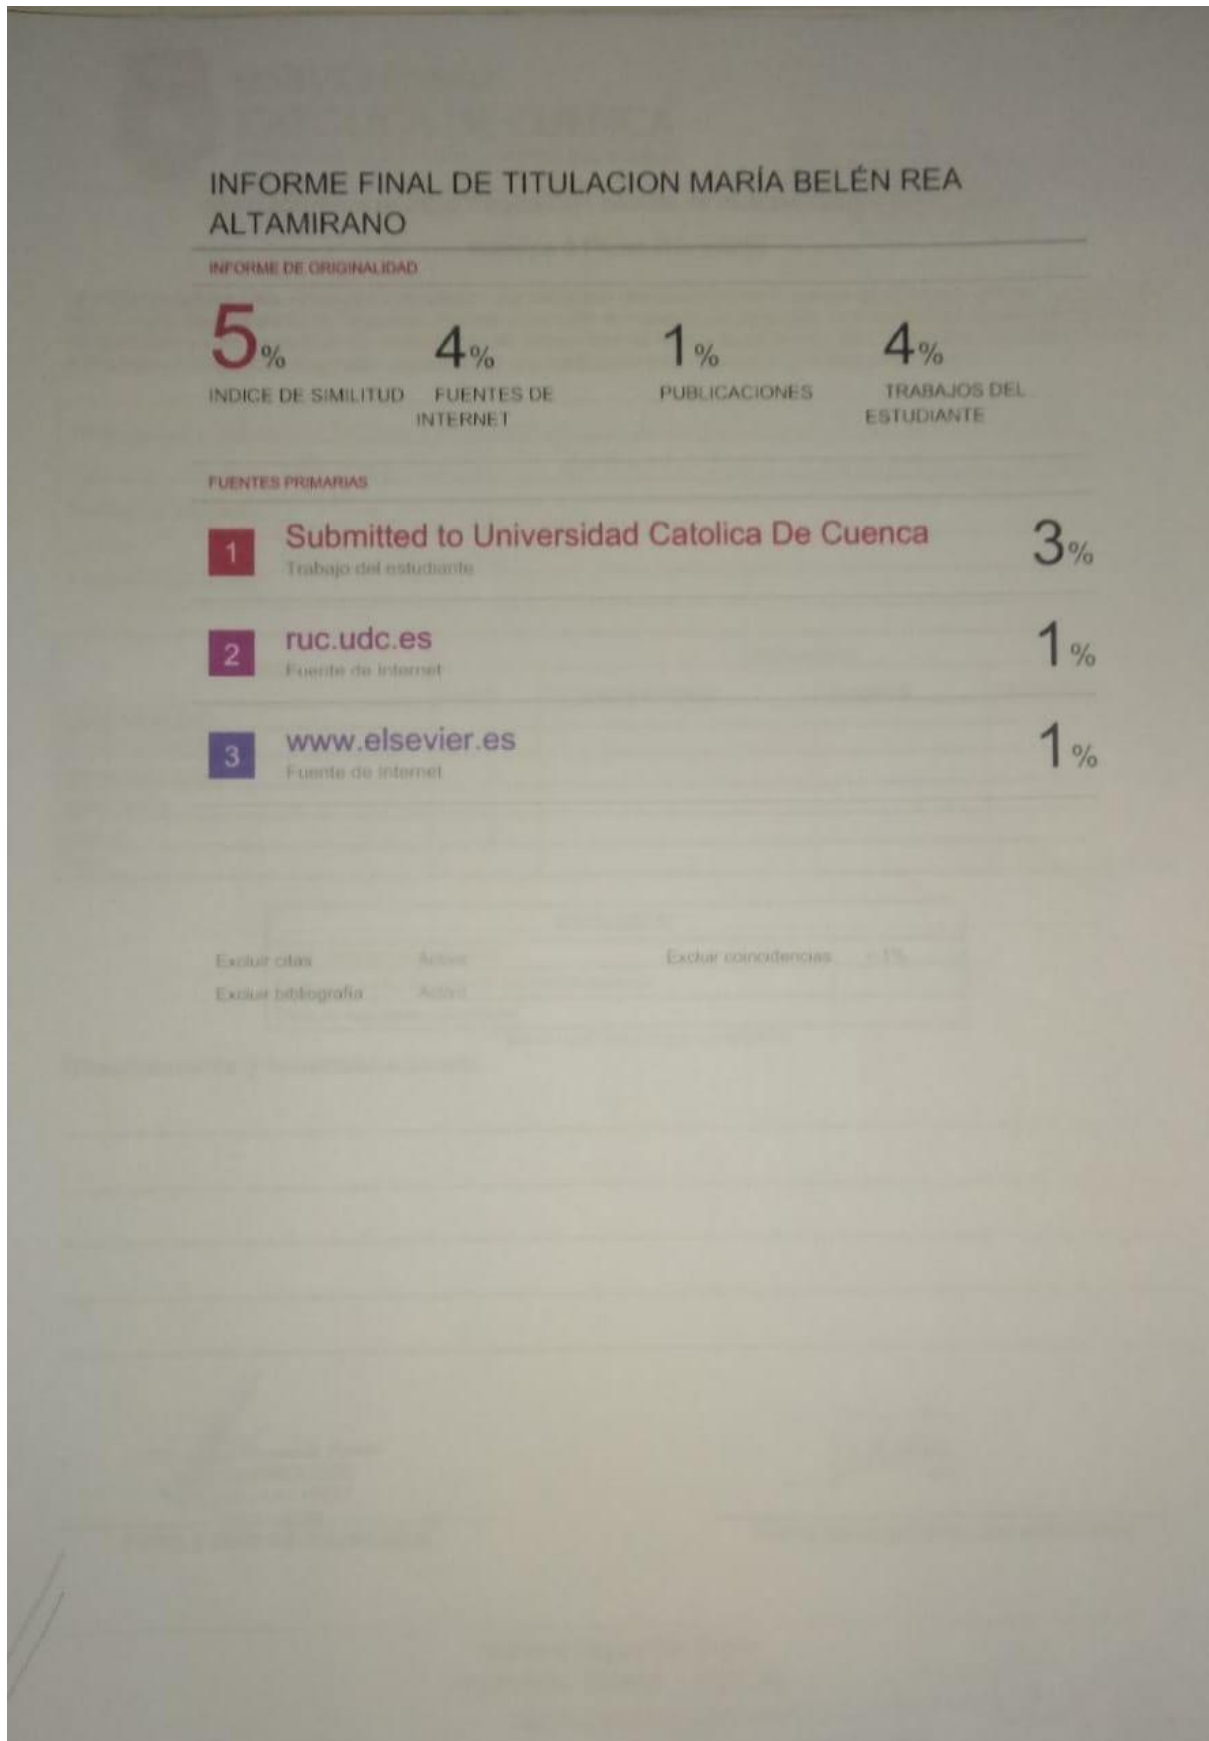 INFORME FINAL DE TITULACION MARÍA BELÉN REA
ALTAMIRANO
INFORME DE ORIGINALIDAD
5%
4%
1%
4%
INDICE DE SIMILITUD
FUENTES DE
INTERNET
PUBLICACIONES
TRABAJOS DEL
ESTUDIANTE
FUENTES PRIMARIAS
1
Submitted to Universidad Catolica De Cuenca
Trabajo del estudiante
3%
2
ruc.udc.es
Fuente de Internet
1%
3
www.elsevier.es
Fuente de Internet
1%
Excluir citas
Activo
Excluir coincidencias
Excluir bibliografía
Activo